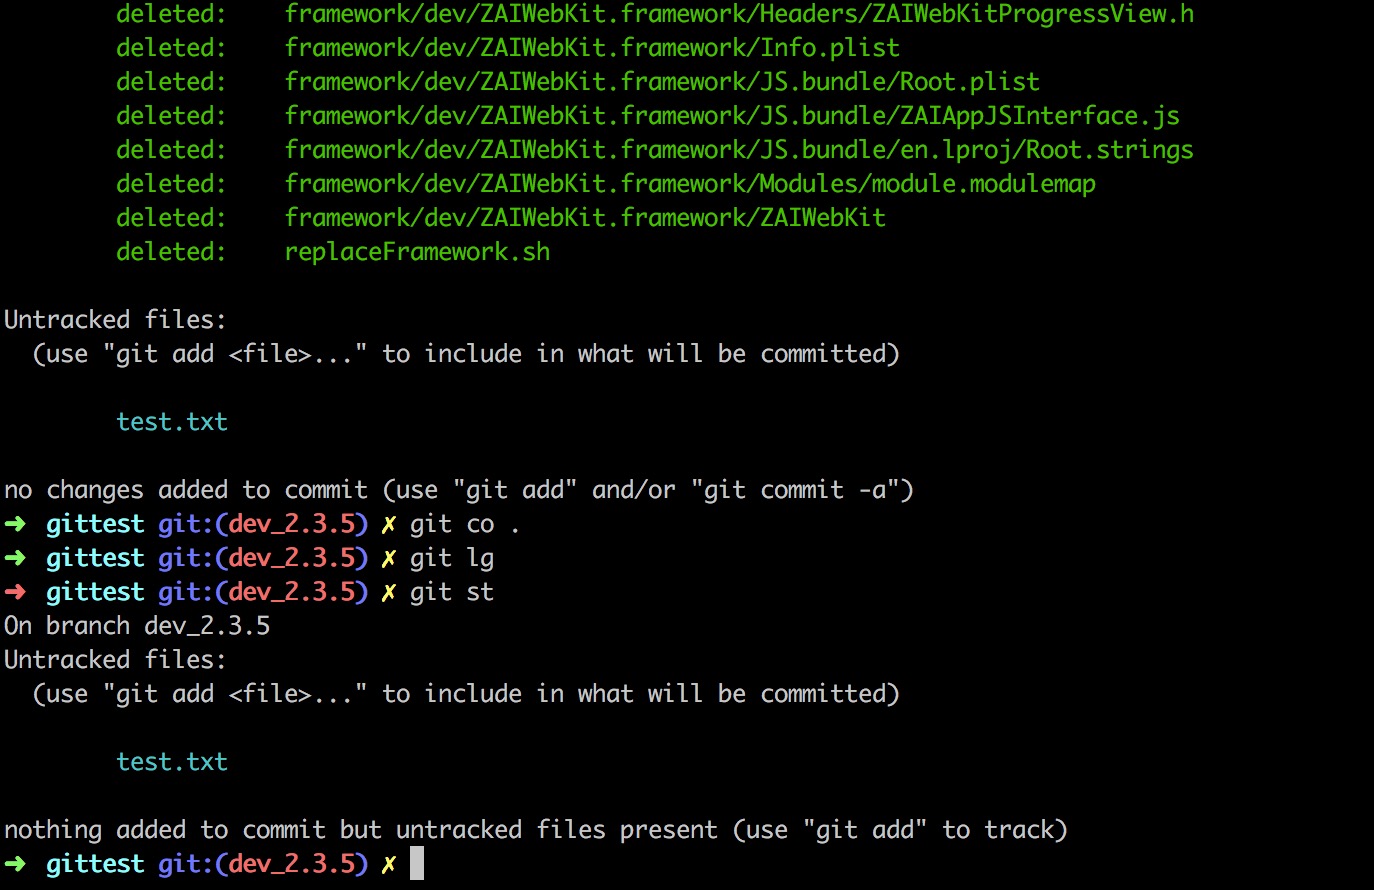 deleted:    framework/dev/ZAIWebKit.framework/Headers/ZAIWebKitProgressView.h
deleted:    framework/dev/ZAIWebKit.framework/Info.plist
deleted:    framework/dev/ZAIWebKit.framework/JS.bundle/Root.plist
deleted:    framework/dev/ZAIWebKit.framework/JS.bundle/ZAIAppJSInterface.js
deleted:    framework/dev/ZAIWebKit.framework/JS.bundle/en.lproj/Root.strings
deleted:    framework/dev/ZAIWebKit.framework/Modules/module.modulemap
deleted:    framework/dev/ZAIWebKit.framework/ZAIWebKit
deleted:    replaceFramework.sh
Untracked files:
(use "git add <file>..." to include in what will be committed)
test.txt
no changes added to commit (use "git add" and/or "git commit -a")
➜ gittest git:(dev_2.3.5) ✗ git co .
➜ gittest git:(dev_2.3.5) ✗ git lg
➜ gittest git:(dev_2.3.5) ✗ git st
On branch dev_2.3.5
Untracked files:
(use "git add <file>..." to include in what will be committed)
test.txt
nothing added to commit but untracked files present (use "git add" to track)
➜ gittest git:(dev_2.3.5) ✗